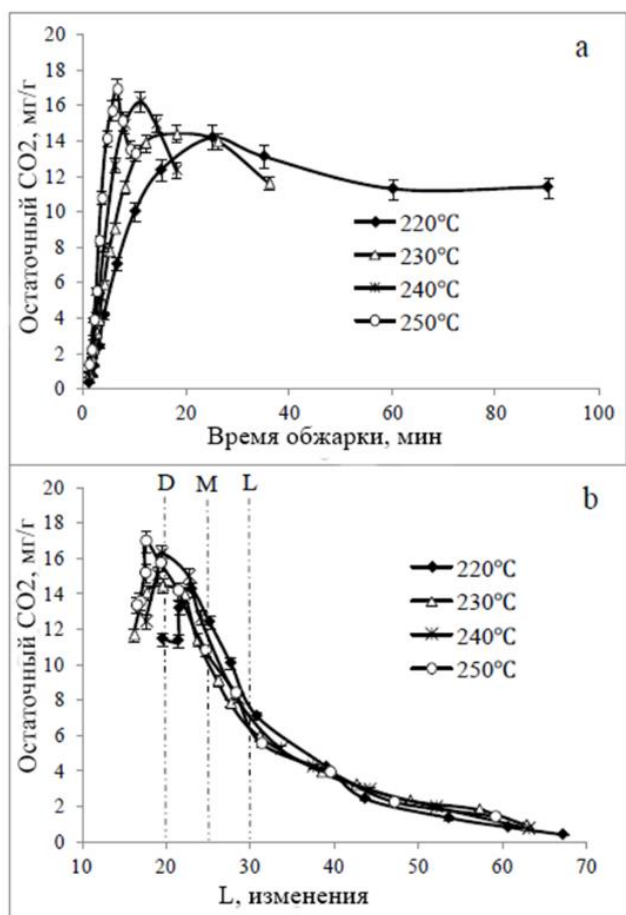 a
Остаточный CO2, мг/г
18
16
14
12
10
8
6
4
2
0
220°C
230°C
240°C
250°C
0 20 40 60 80 100
Время обжарки, мин
D M L
b
Остаточный CO2, мг/г
18
16
14
12
10
8
6
4
2
0
220°C
230°C
240°C
250°C
10 20 30 40 50 60 70
L, изменения